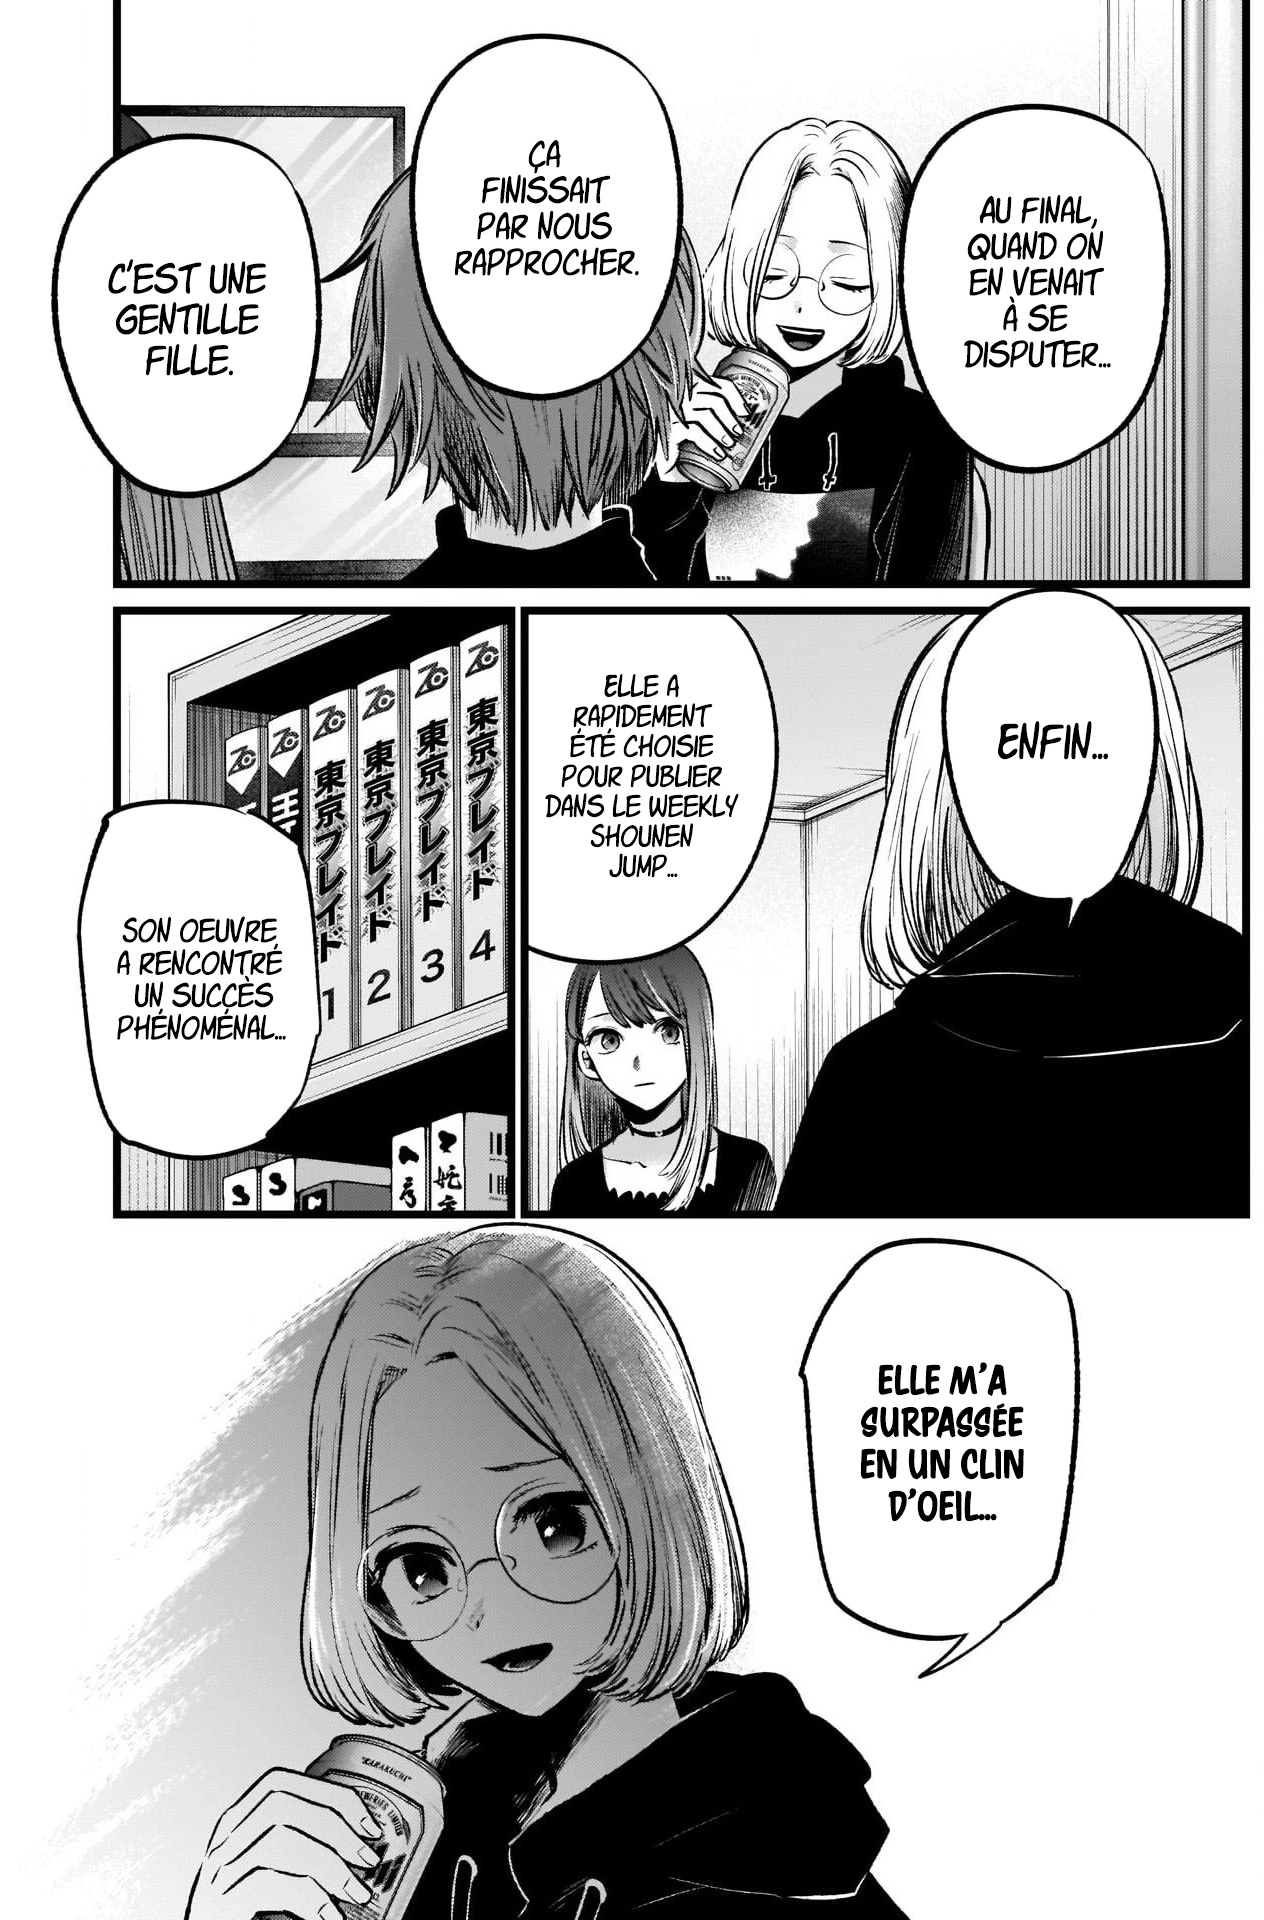 AU FINAL,
QUAND ON
EN VENAIT
À SE
DISPUTER...
ÇA
FINISSAIT
PAR NOUS
RAPPROCHER.
C'EST UNE
GENTILLE
FILLE.
"KARAKUCHI"
ENFIN...
ELLE A
RAPIDEMENT
ÉTÉ CHOISIE
POUR PUBLIER
DANS LE WEEKLY
SHOUNEN
JUMP...
東京ブレイド 4
東京ブレイド 3
東京ブレイド 2
東京ブレイド 1
SON OEUVRE
A RENCONTRÉ
UN SUCCÈS
PHÉNOMÉNAL...
ELLE M'A
SURPASSÉE
EN UN CLIN
D'OEIL...
"KARAKUCHI"